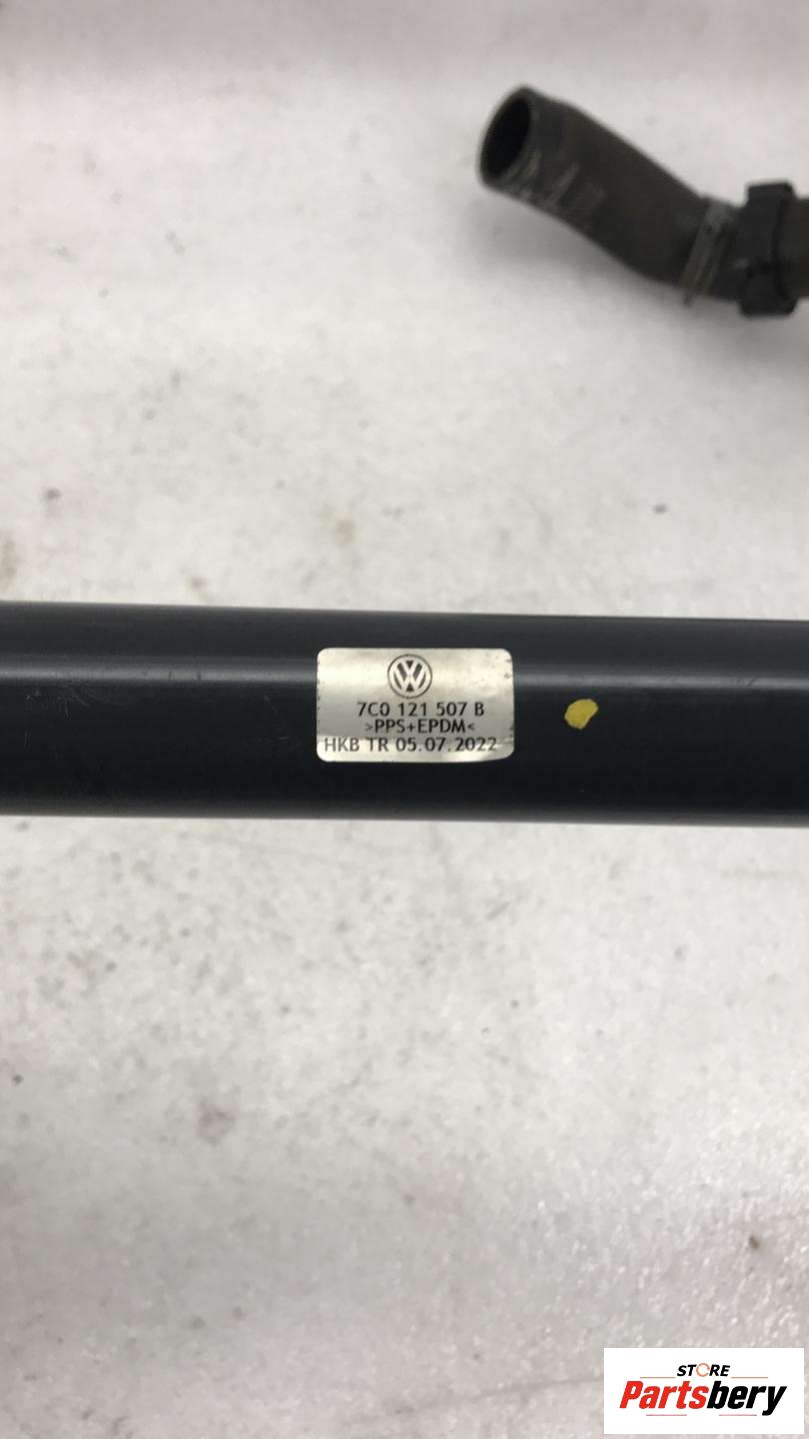 7C0 121 507 B
>PPS+EPDM<
HKB TR 05.07.2022
STORE
Partsbery